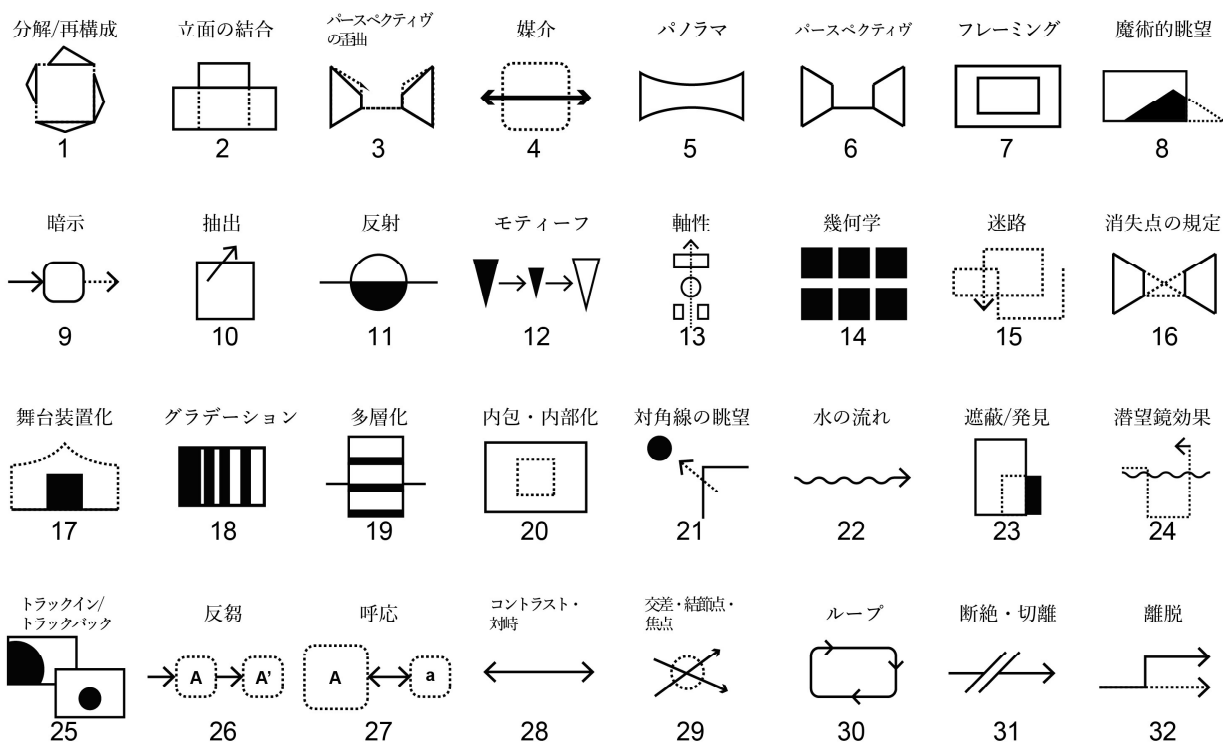 分解/再構成
立面の結合
パースペクティヴ
の歪曲
媒介
パノラマ
パースペクティヴ
フレーミング
魔術的眺望
1
2
3
4
5
6
7
8
暗示
抽出
反射
モティーフ
軸性
幾何学
迷路
消失点の規定
9
10
11
12
13
14
15
16
舞台装置化
グラデーション
多層化
内包・内部化
対角線の眺望
水の流れ
遮蔽/発見
潜望鏡効果
17
18
19
20
21
22
23
24
トラックイン/
トラックバック
反芻
呼応
コントラスト・
対峙
交差・結節点・
焦点
ループ
断絶・切離
離脱
A
A'
A
a
25
26
27
28
29
30
31
32